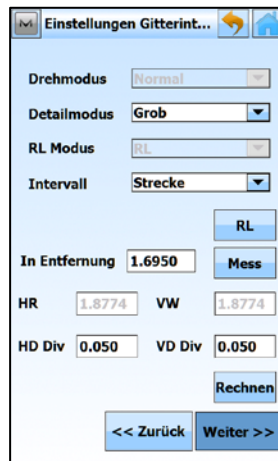 Einstellungen Gitterint...
Drehmodus Normal
Detailmodus Grob
RL Modus RL
Intervall Strecke
RL
In Entfernung 1.6950 Mess
HR 1.8774 VW 1.8774
HD Div 0.050 VD Div 0.050
Rechnen
<< Zurück Weiter >>